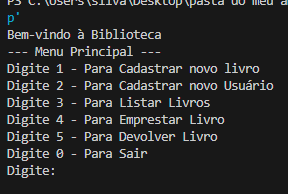 PS C:\Users\silva\Desktop\pasta do meu a
p'
Bem-vindo à Biblioteca
--- Menu Principal ---
Digite 1 - Para Cadastrar novo livro
Digite 2 - Para Cadastrar novo Usuário
Digite 3 - Para Listar Livros
Digite 4 - Para Emprestar Livro
Digite 5 - Para Devolver Livro
Digite 0 - Para Sair
Digite: